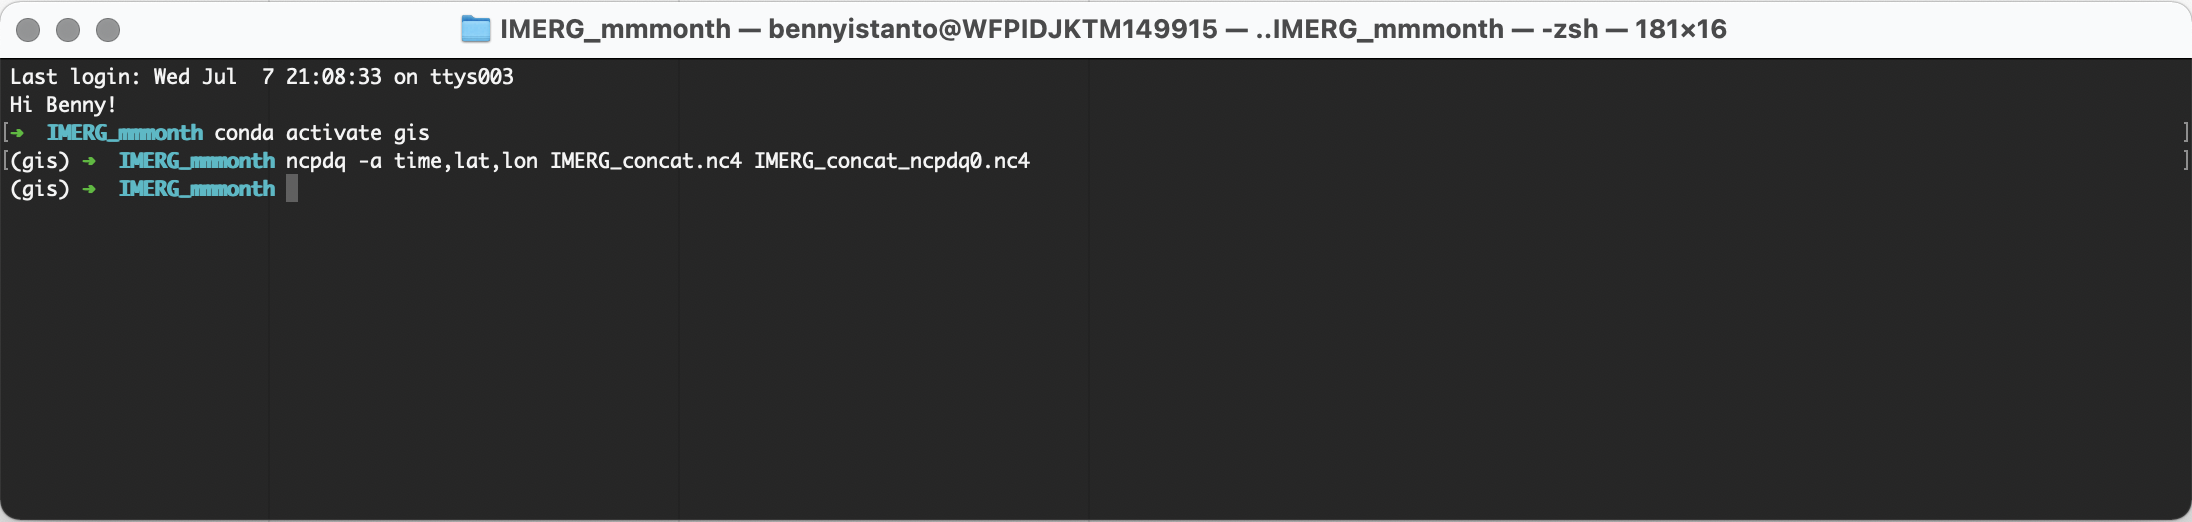 IMERG_mmmonth — bennyistanto@WFPIDJKTM149915 — ..IMERG_mmmonth — -zsh — 181×16
Last login: Wed Jul  7 21:08:33 on ttys003
Hi Benny!
[➜  IMERG_mmmonth conda activate gis ]
[(gis) ➜  IMERG_mmmonth ncpdq -a time,lat,lon IMERG_concat.nc4 IMERG_concat_ncpdq0.nc4 ]
(gis) ➜  IMERG_mmmonth